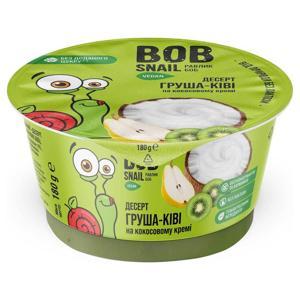 БЕЗ ДОДАНОГО
ЦУКРУ
BOB
SNAIL РАВЛИК
БОБ
VEGAN
ДЕСЕРТ
ГРУША-КІВІ
на кокосовому кремі
180 g
180 g
BOB
SNAIL РАВЛИК
БОБ
VEGAN
ДЕСЕРТ
ГРУША-КІВІ
на кокосовому кремі